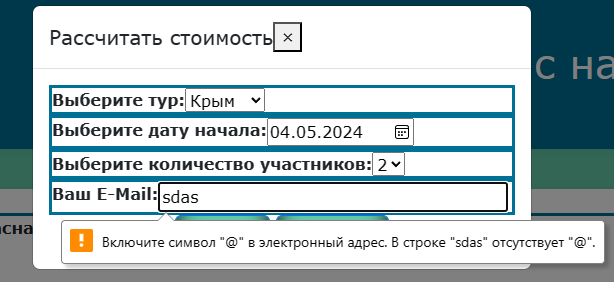 Рассчитать стоимость ×
с на
Выберите тур: Крым
Выберите дату начала: 04.05.2024
Выберите количество участников: 2
Ваш E-Mail: sdas
асна
Включите символ "@" в электронный адрес. В строке "sdas" отсутствует "@".